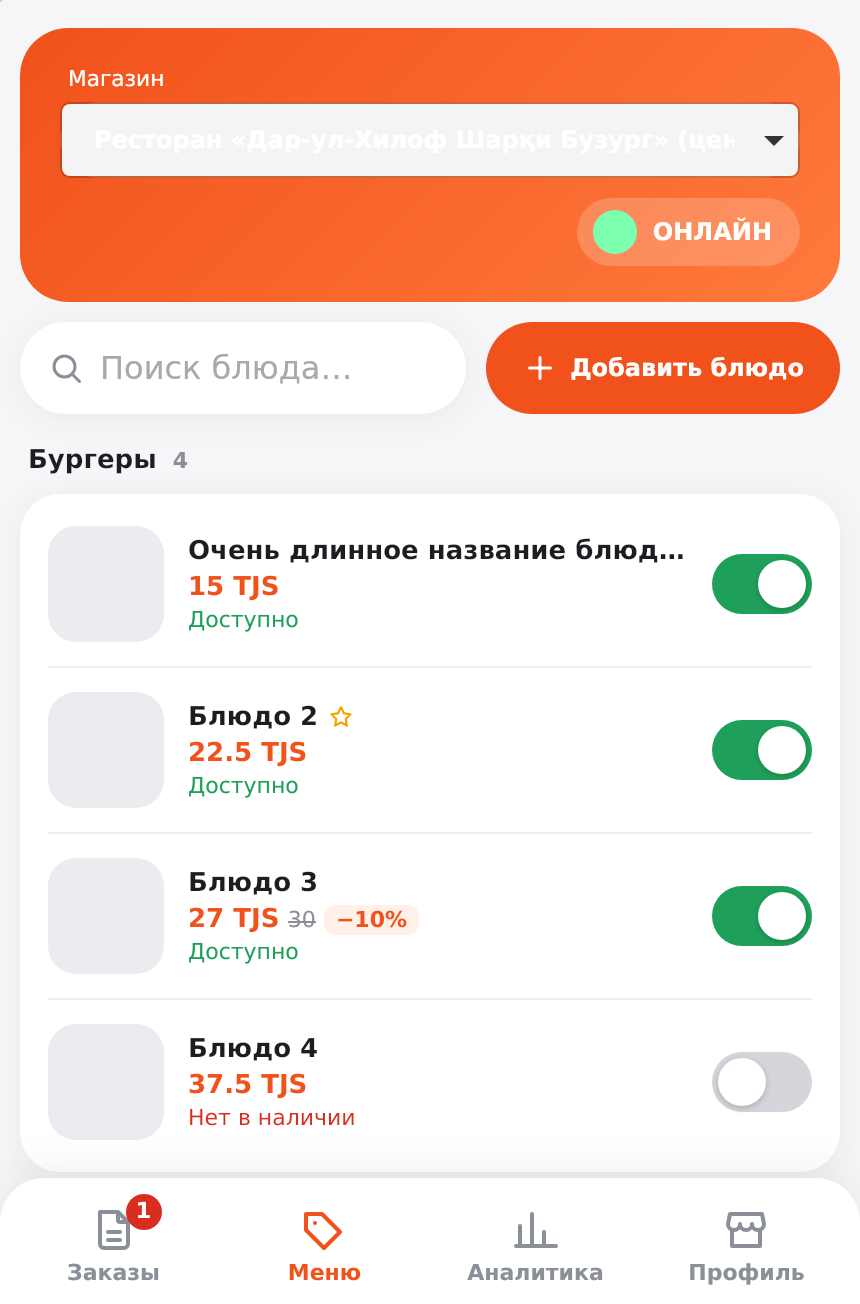 Магазин
Ресторан «Дар-ул-Хилоф Шарқи Бузург» (цен
ОНЛАЙН
Поиск блюда…
Добавить блюдо
Бургеры 4
Очень длинное название блюд…
15 TJS
Доступно
Блюдо 2
22.5 TJS
Доступно
Блюдо 3
27 TJS 30 −10%
Доступно
Блюдо 4
37.5 TJS
Нет в наличии
1
Заказы Меню Аналитика Профиль